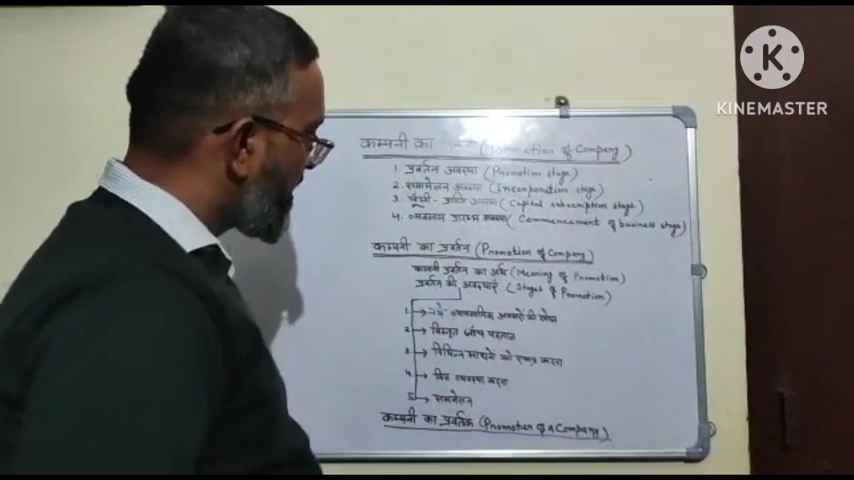 K
KINEMASTER
कम्पनी का (Formation of Company)
1. प्रवर्तन अवस्था (Promotion stage)
2. समामेलन अवस्था (Incorporation stage)
3. पूँजी - प्राप्ति अवस्था (Capital subscription stage)
4. व्यवसाय प्रारम्भ अवस्था (Commencement of business stage)
कम्पनी का प्रवर्तन (Promotion of Company)
कम्पनी प्रवर्तन का अर्थ (Meaning of Promotion)
प्रवर्तन की अवस्थाएँ (Stages of Promotion)
1. → नये व्यावसायिक अवसरों की खोज
2. → विस्तृत जाँच पड़ताल
3. → विभिन्न साधनों को एकत्र करना
4. → वित्त व्यवस्था करना
5. → समामेलन
कम्पनी का प्रवर्तक (Promotion of a Company)